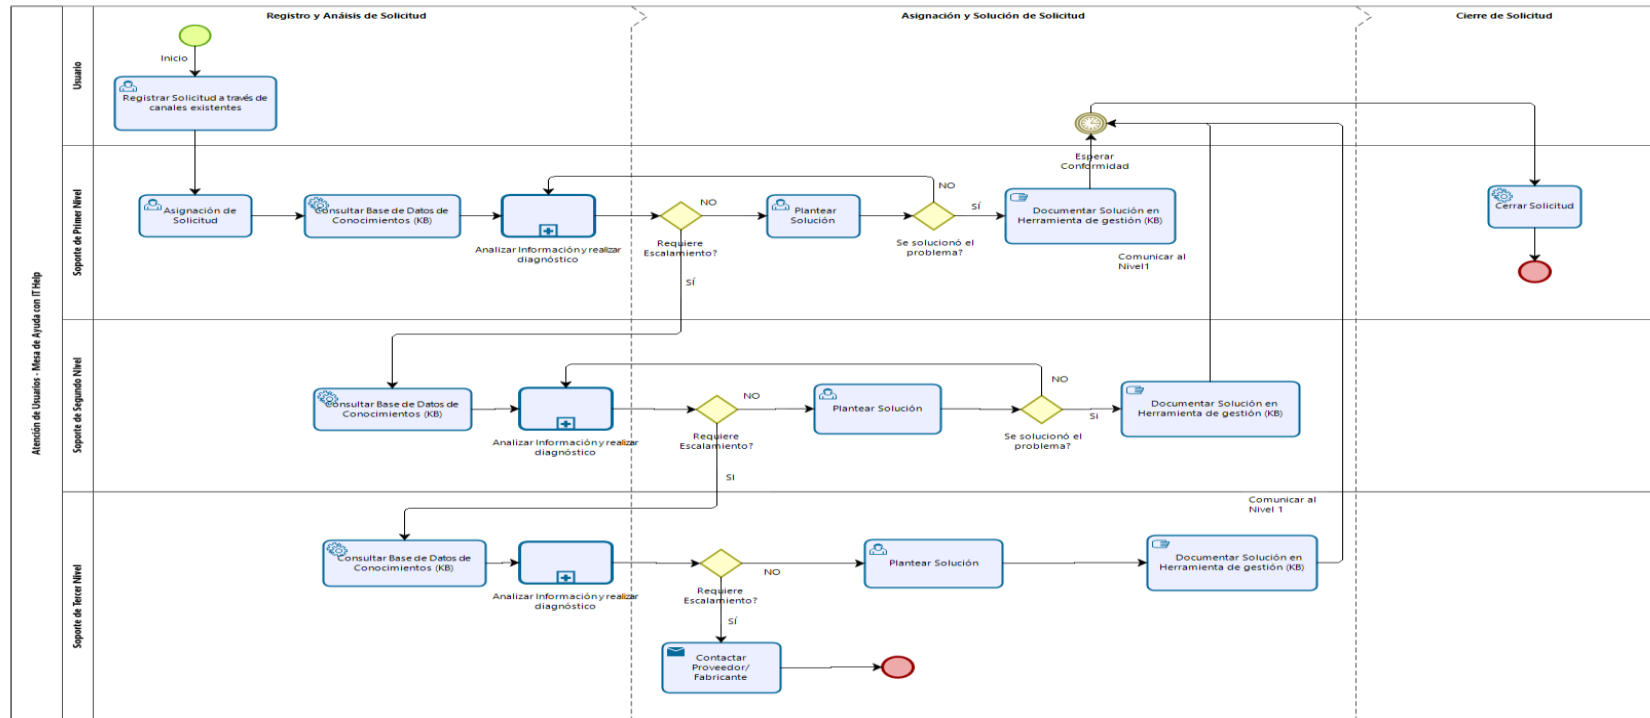 Registro y Anáisis de Solicitud
Asignación y Solución de Solicitud
Cierre de Solicitud
Atención de Usuarios - Mesa de Ayuda con IT Help
Usuario
Inicio
Registrar Solicitud a través de
canales existentes
Esperar
Conformidad
Soporte de Primer Nivel
Asignación de
Solicitud
Consultar Base de Datos de
Conocimientos (KB)
Analizar Información y realizar
diagnóstico
Requiere
Escalamiento?
NO
SÍ
Plantear
Solución
Se solucionó el
problema?
NO
SÍ
Documentar Solución en
Herramienta de gestión (KB)
Comunicar al
Nivel1
Cerrar Solicitud
Soporte de Segundo Nivel
Consultar Base de Datos de
Conocimientos (KB)
Analizar Información y realizar
diagnóstico
Requiere
Escalamiento?
NO
SI
Plantear Solución
Se solucionó el
problema?
NO
Si
Documentar Solución en
Herramienta de gestión (KB)
Soporte de Tercer Nivel
Consultar Base de Datos de
Conocimientos (KB)
Analizar Información y realizar
diagnóstico
Requiere
Escalamiento?
NO
SÍ
Plantear Solución
Documentar Solución en
Herramienta de gestión (KB)
Comunicar al
Nivel 1
Contactar
Proveedor/
Fabricante